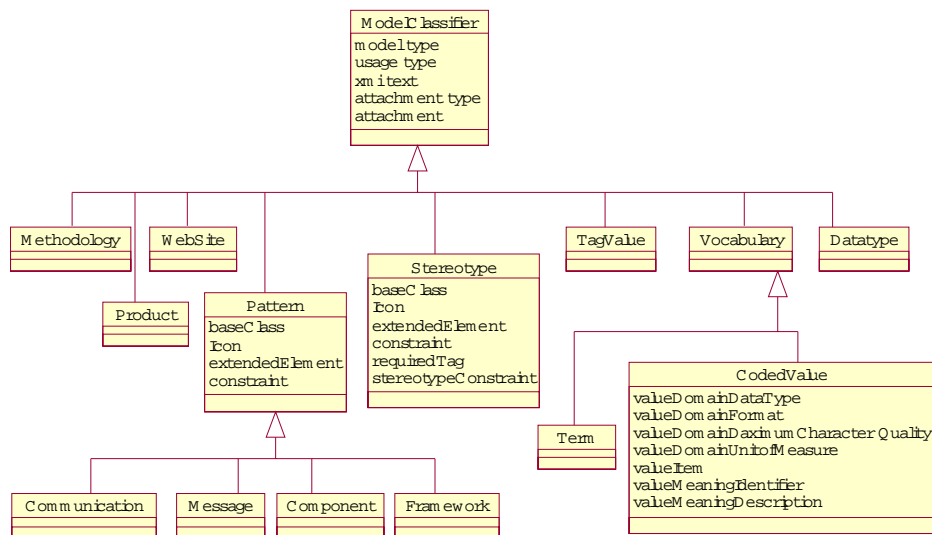 ModelClassifier
modeltype
usage type
xmitext
attachment type
attachment
Methodology
WebSite
TagValue
Vocabulary
Datatype
Product
Pattern
baseClass
Icon
extendedElement
constraint
Stereotype
baseClass
Icon
extendedElement
constraint
requiredTag
stereotypeConstraint
Term
CodedValue
valueDomainDataType
valueDomainFormat
valueDomainDaximumCharacter Quality
valueDomainUnitofMeasure
valueItem
valueMeaningIdentifier
valueMeaningDescription
Communication
Message
Component
Framework